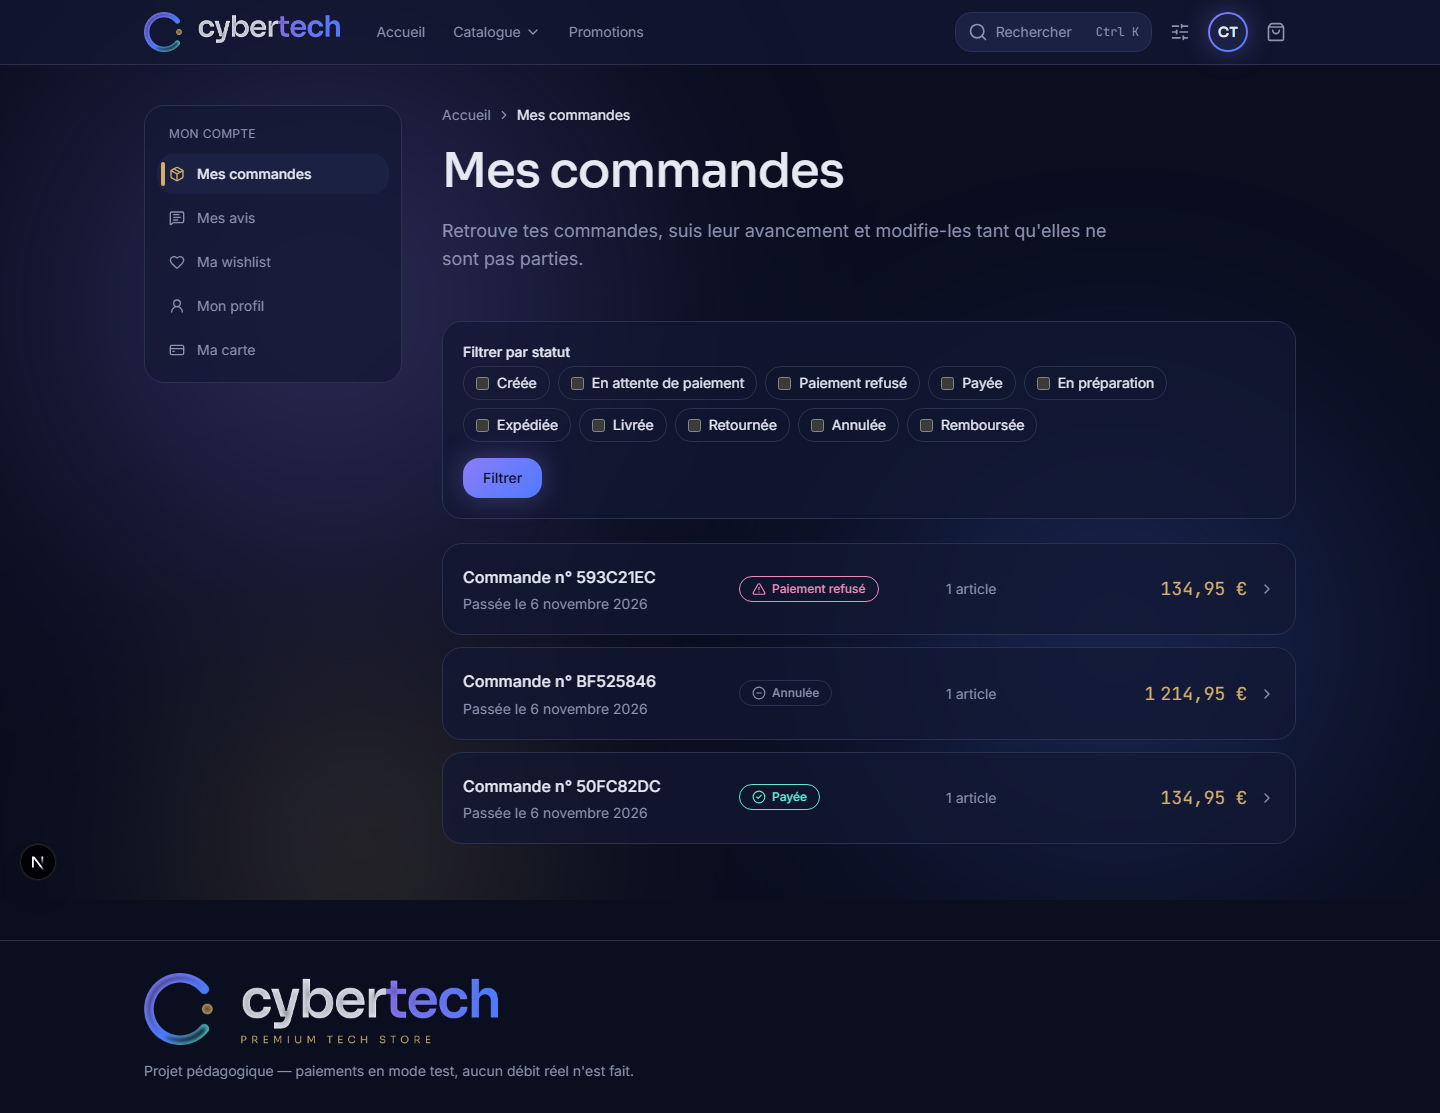 cybertech
Accueil
Catalogue
Promotions
Rechercher
Ctrl K
CT
MON COMPTE
Mes commandes
Mes avis
Ma wishlist
Mon profil
Ma carte
Accueil > Mes commandes
Mes commandes
Retrouve tes commandes, suis leur avancement et modifie-les tant qu'elles ne
sont pas parties.
Filtrer par statut
Créée
En attente de paiement
Paiement refusé
Payée
En préparation
Expédiée
Livrée
Retournée
Annulée
Remboursée
Filtrer
Commande n° 593C21EC
Passée le 6 novembre 2026
Paiement refusé
1 article
134,95 €
Commande n° BF525846
Passée le 6 novembre 2026
Annulée
1 article
1 214,95 €
Commande n° 50FC82DC
Passée le 6 novembre 2026
Payée
1 article
134,95 €
N
cybertech
PREMIUM TECH STORE
Projet pédagogique — paiements en mode test, aucun débit réel n'est fait.